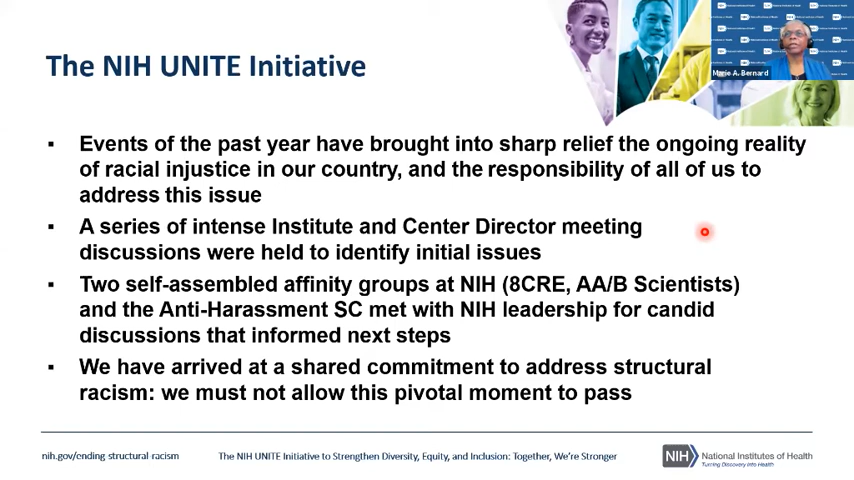 The NIH UNITE Initiative
Marie A. Bernard
▪ Events of the past year have brought into sharp relief the ongoing reality
of racial injustice in our country, and the responsibility of all of us to
address this issue
▪ A series of intense Institute and Center Director meeting
discussions were held to identify initial issues
▪ Two self-assembled affinity groups at NIH (8CRE, AA/B Scientists)
and the Anti-Harassment SC met with NIH leadership for candid
discussions that informed next steps
▪ We have arrived at a shared commitment to address structural
racism: we must not allow this pivotal moment to pass
nih.gov/ending-structural-racism
The NIH UNITE Initiative to Strengthen Diversity, Equity, and Inclusion: Together, We're Stronger
NIH
National Institutes of Health
Turning Discovery Into Health